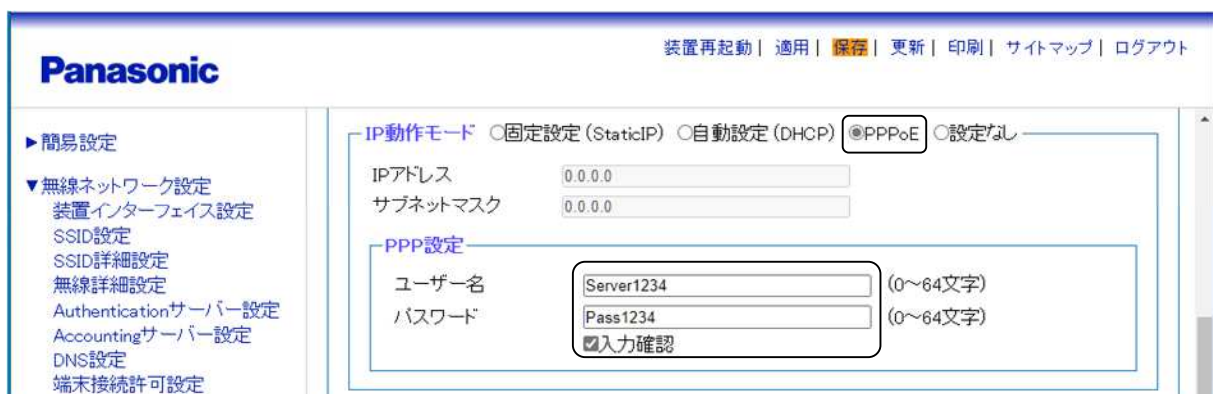 装置再起動| 適用| 保存| 更新| 印刷| サイトマップ| ログアウト
Panasonic
▶簡易設定
▼無線ネットワーク設定
装置インターフェイス設定
SSID設定
SSID詳細設定
無線詳細設定
Authenticationサーバー設定
Accountingサーバー設定
DNS設定
端末接続許可設定
IP動作モード ○固定設定(StaticIP) ○自動設定(DHCP) ◉PPPoE ○設定なし
IPアドレス 0.0.0.0
サブネットマスク 0.0.0.0
PPP設定
ユーザー名 Server1234 (0～64文字)
パスワード Pass1234 (0～64文字)
☑入力確認